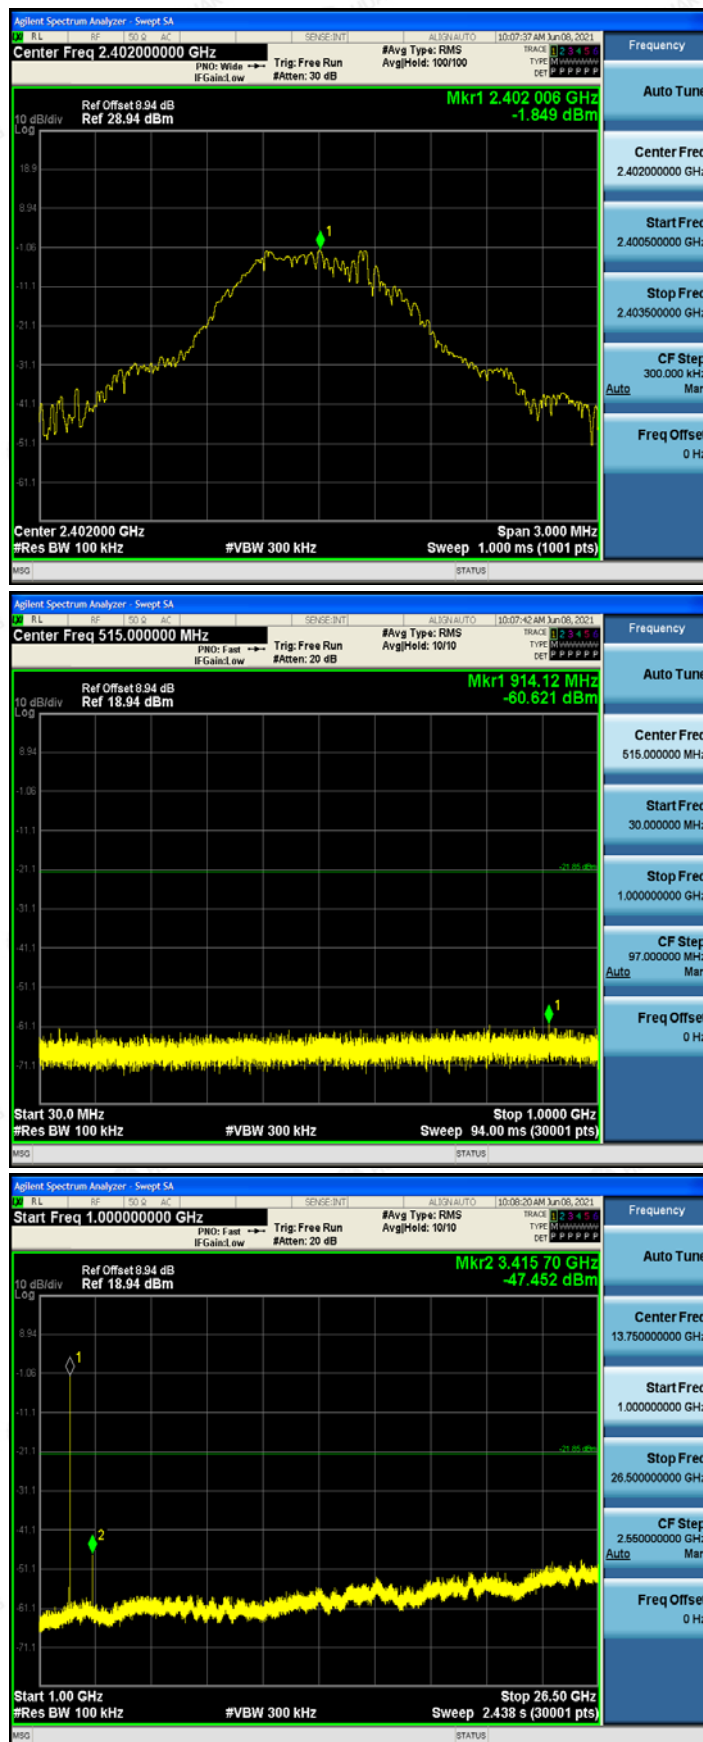 Agilent Spectrum Analyzer - Swept SA
RL RF 50 Ω AC SENSE:INT ALIGNAUTO 10:07:37 AM Jun 08, 2021
Center Freq 2.402000000 GHz
PNO: Wide
IFGain:Low
Trig: Free Run
#Atten: 30 dB
#Avg Type: RMS
Avg|Hold: 100/100
TRACE 1 2 3 4 5 6
TYPE M
DET P P P P P P
Frequency
Ref Offset 8.94 dB
10 dB/div Ref 28.94 dBm
Log
Mkr1 2.402 006 GHz
-1.849 dBm
18.9
8.94
-1.06
-11.1
-21.1
-31.1
-41.1
-51.1
-61.1
1
Center 2.402000 GHz Span 3.000 MHz
#Res BW 100 kHz #VBW 300 kHz Sweep 1.000 ms (1001 pts)
MSG STATUS
Auto Tune
Center Freq
2.402000000 GHz
Start Freq
2.400500000 GHz
Stop Freq
2.403500000 GHz
CF Step
300.000 kHz
Auto Man
Freq Offset
0 Hz
Agilent Spectrum Analyzer - Swept SA
RL RF 50 Ω AC SENSE:INT ALIGNAUTO 10:07:42 AM Jun 08, 2021
Center Freq 515.000000 MHz
PNO: Fast
IFGain:Low
Trig: Free Run
#Atten: 20 dB
#Avg Type: RMS
Avg|Hold: 10/10
TRACE 1 2 3 4 5 6
TYPE M
DET P P P P P P
Frequency
Ref Offset 8.94 dB
10 dB/div Ref 18.94 dBm
Log
Mkr1 914.12 MHz
-60.621 dBm
8.94
-1.06
-11.1
-21.1
-31.1
-41.1
-51.1
-61.1
-71.1
-21.85 dBm
1
Start 30.0 MHz Stop 1.0000 GHz
#Res BW 100 kHz #VBW 300 kHz Sweep 94.00 ms (30001 pts)
MSG STATUS
Auto Tune
Center Freq
515.000000 MHz
Start Freq
30.000000 MHz
Stop Freq
1.000000000 GHz
CF Step
97.000000 MHz
Auto Man
Freq Offset
0 Hz
Agilent Spectrum Analyzer - Swept SA
RL RF 50 Ω AC SENSE:INT ALIGNAUTO 10:08:20 AM Jun 08, 2021
Start Freq 1.000000000 GHz
PNO: Fast
IFGain:Low
Trig: Free Run
#Atten: 20 dB
#Avg Type: RMS
Avg|Hold: 10/10
TRACE 1 2 3 4 5 6
TYPE M
DET P P P P P P
Frequency
Ref Offset 8.94 dB
10 dB/div Ref 18.94 dBm
Log
Mkr2 3.415 70 GHz
-47.452 dBm
8.94
-1.06
-11.1
-21.1
-31.1
-41.1
-51.1
-61.1
-71.1
-21.85 dBm
1
2
Start 1.00 GHz Stop 26.50 GHz
#Res BW 100 kHz #VBW 300 kHz Sweep 2.438 s (30001 pts)
MSG STATUS
Auto Tune
Center Freq
13.750000000 GHz
Start Freq
1.000000000 GHz
Stop Freq
26.500000000 GHz
CF Step
2.550000000 GHz
Auto Man
Freq Offset
0 Hz